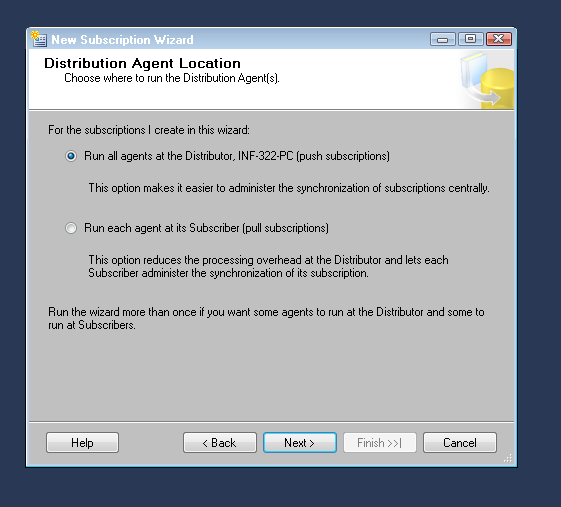 New Subscription Wizard
Distribution Agent Location
Choose where to run the Distribution Agent(s).
For the subscriptions I create in this wizard:
Run all agents at the Distributor, INF-322-PC (push subscriptions)
This option makes it easier to administer the synchronization of subscriptions centrally.
Run each agent at its Subscriber (pull subscriptions)
This option reduces the processing overhead at the Distributor and lets each
Subscriber administer the synchronization of its subscription.
Run the wizard more than once if you want some agents to run at the Distributor and some to
run at Subscribers.
Help
< Back
Next >
Finish >>|
Cancel